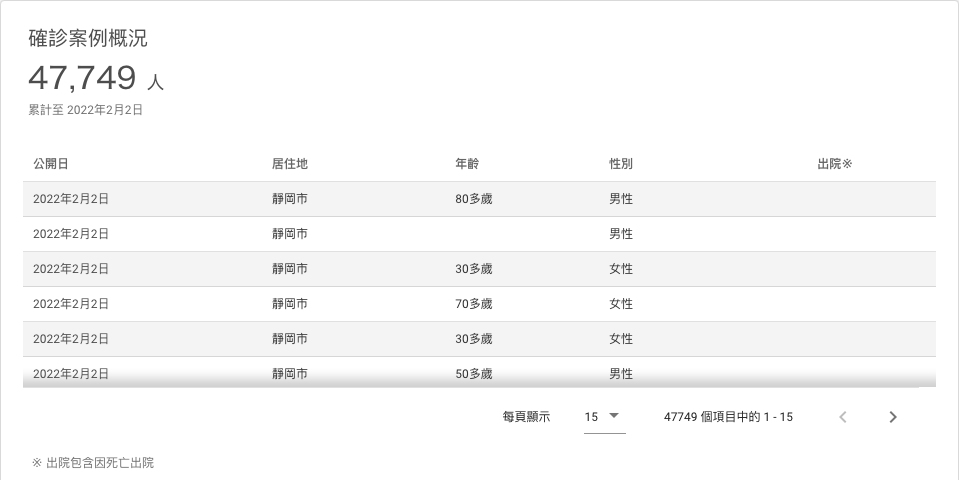 確診案例概況
47,749 人
累計至 2022年2月2日
公開日 居住地 年齡 性別 出院※
2022年2月2日 靜岡市 80多歲 男性
2022年2月2日 靜岡市 男性
2022年2月2日 靜岡市 30多歲 女性
2022年2月2日 靜岡市 70多歲 女性
2022年2月2日 靜岡市 30多歲 女性
2022年2月2日 靜岡市 50多歲 男性
每頁顯示 15 47749 個項目中的 1 - 15
※ 出院包含因死亡出院